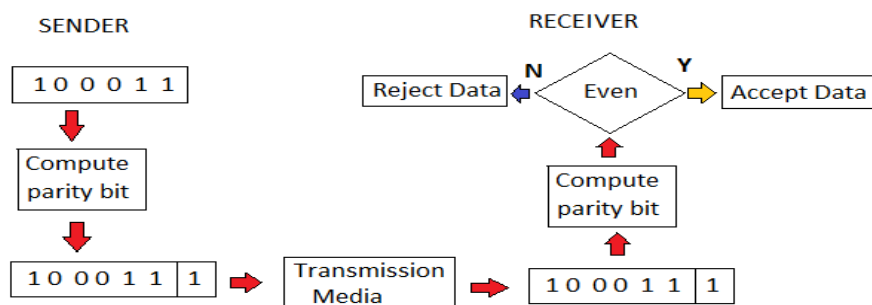 SENDER
1 0 0 0 1 1
Compute
parity bit
1 0 0 0 1 1 1
Transmission
Media
RECEIVER
1 0 0 0 1 1 1
Compute
parity bit
Even
N
Reject Data
Y
Accept Data